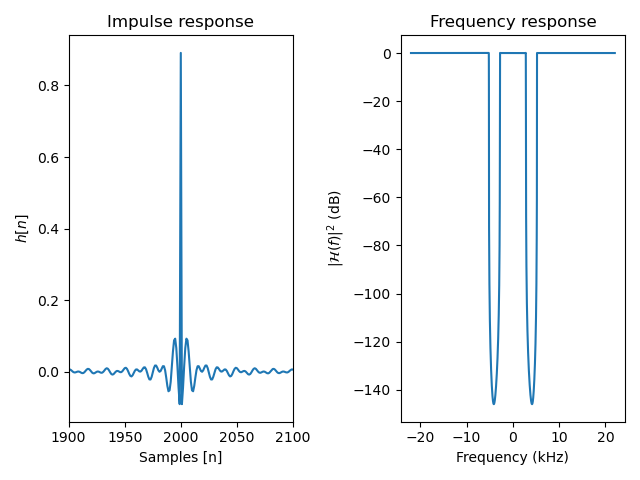 Impulse response
h[n]
0.8
0.6
0.4
0.2
0.0
1900 1950 2000 2050 2100
Samples [n]
Frequency response
|ℋ(f)|² (dB)
0
−20
−40
−60
−80
−100
−120
−140
−20 −10 0 10 20
Frequency (kHz)